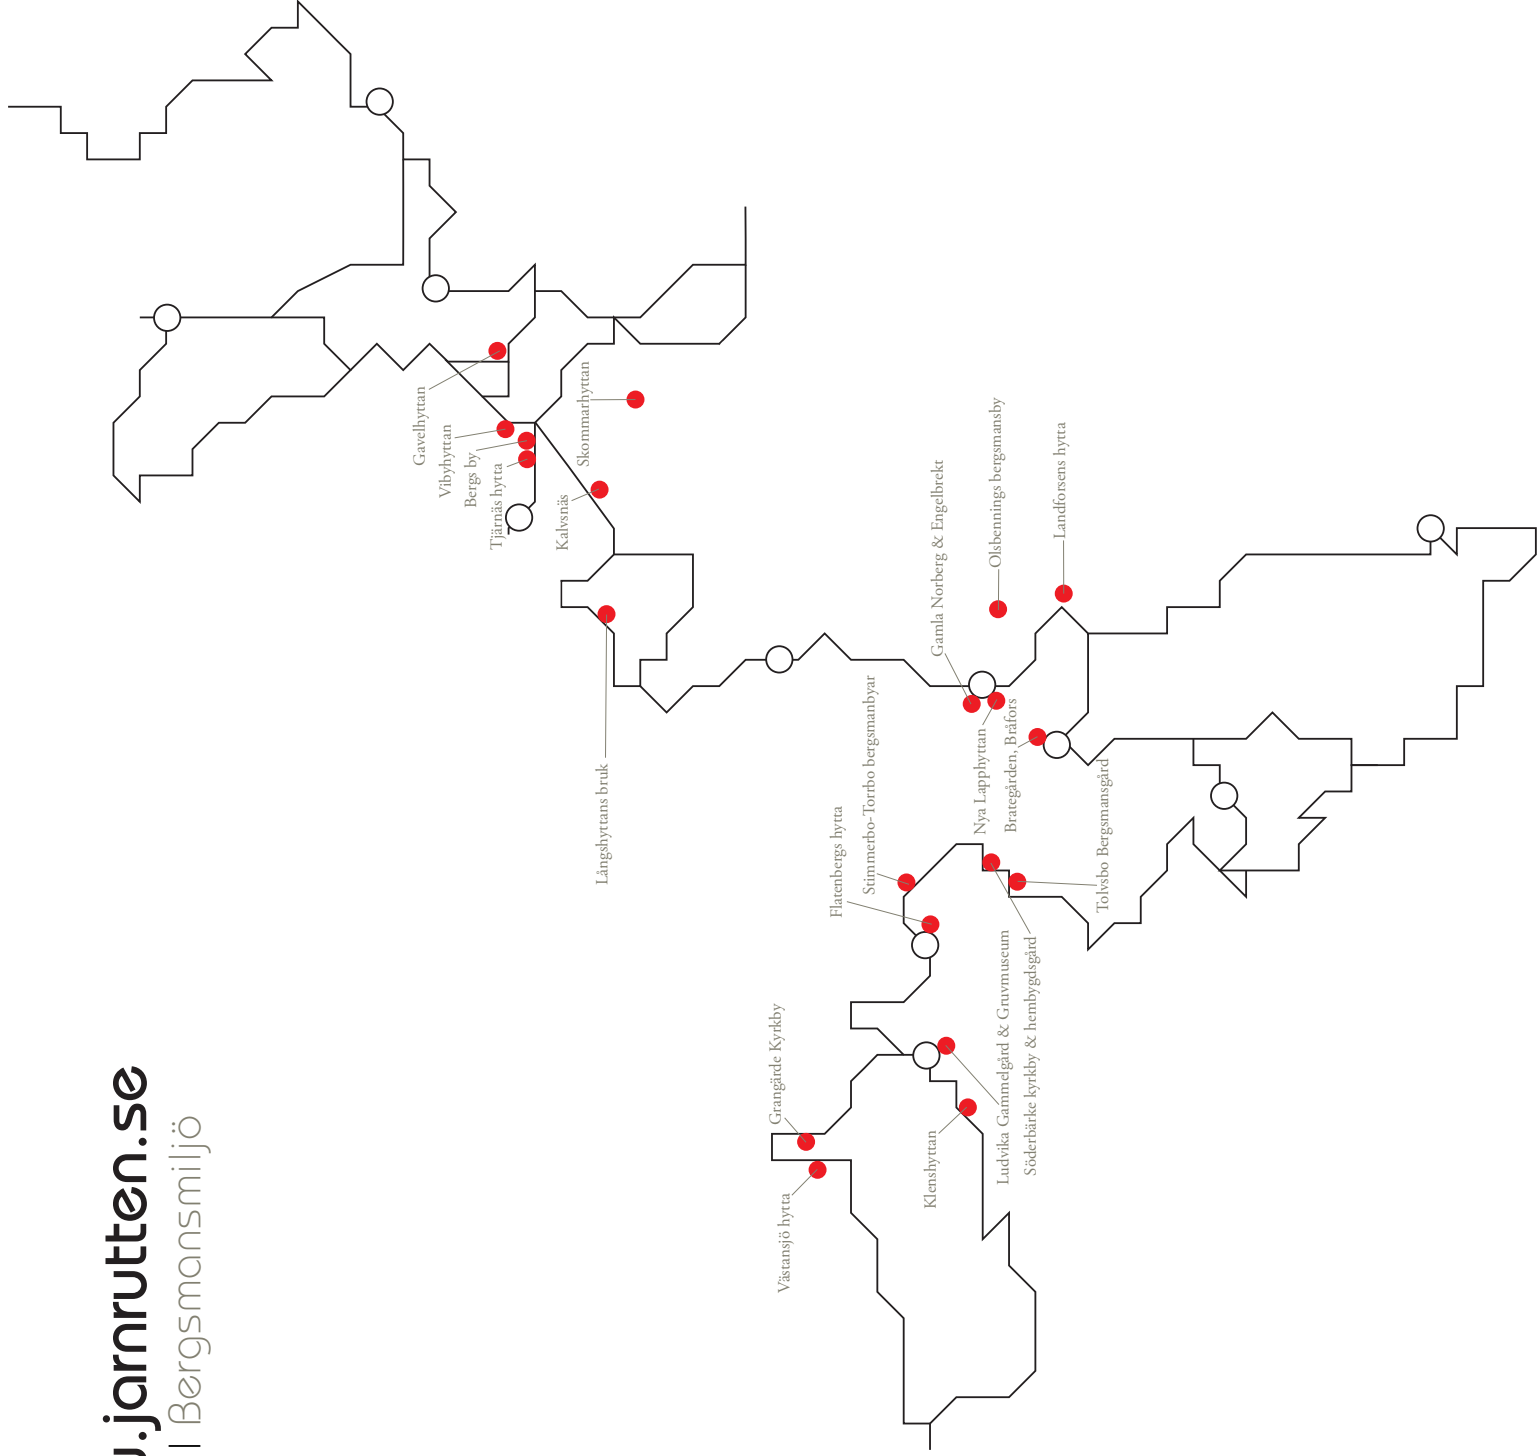 .jarnrutten.se
| Bergsmansmiljö
Gavelhyttan
Vibyhyttan
Bergs by
Tjärnäs hytta
Kalvsnäs
Skommarhyttan
Långshyttans bruk
Gamla Norberg & Engelbrekt
Olsbennings bergsmansby
Landforsens hytta
Nya Lapphyttan
Brategården, Bråfors
Tolvsbo Bergsmansgård
Stimmerbo-Torrbo bergsmanbyar
Flatenbergs hytta
Ludvika Gammelgård & Gruvmuseum
Söderbärke kyrkby & hembygdsgård
Klenshyttan
Grangärde Kyrkby
Västansjö hytta